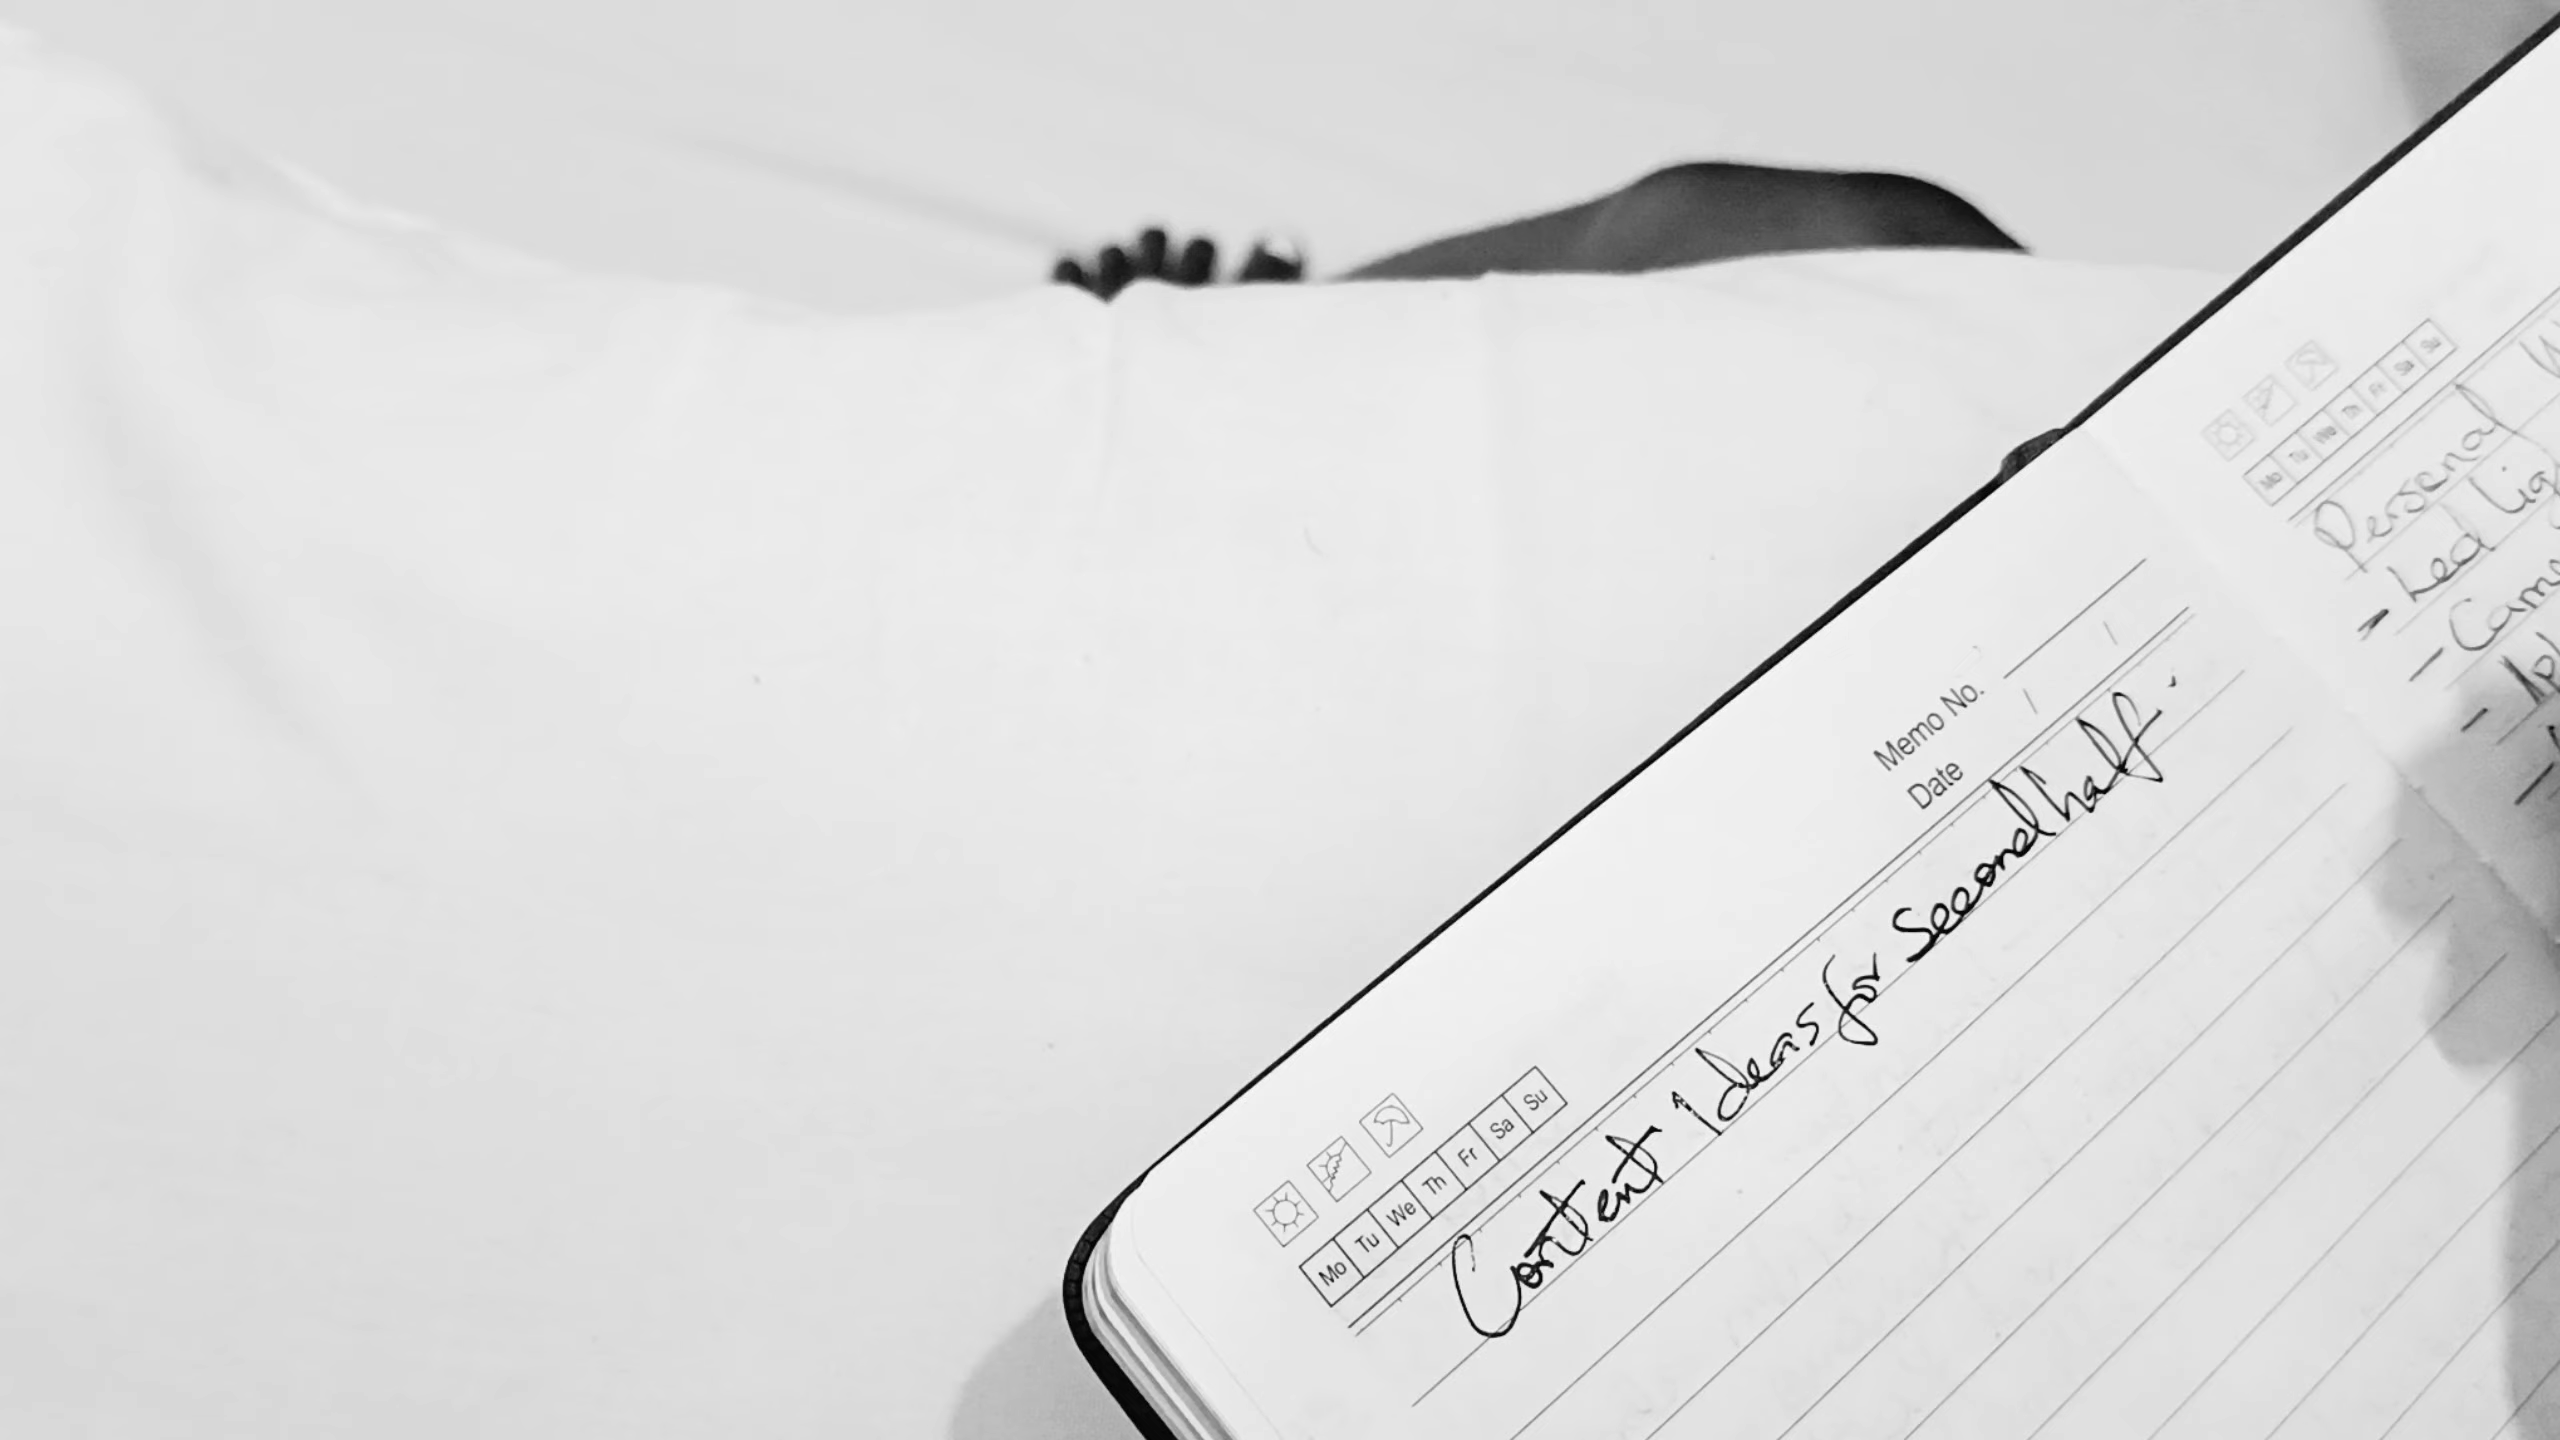 Memo No.
Date / /
Mo Tu We Th Fr Sa Su
Content Ideas for Second half.
Mo Tu We Th Fr Sa Su
Personal
- Led
-
-
-